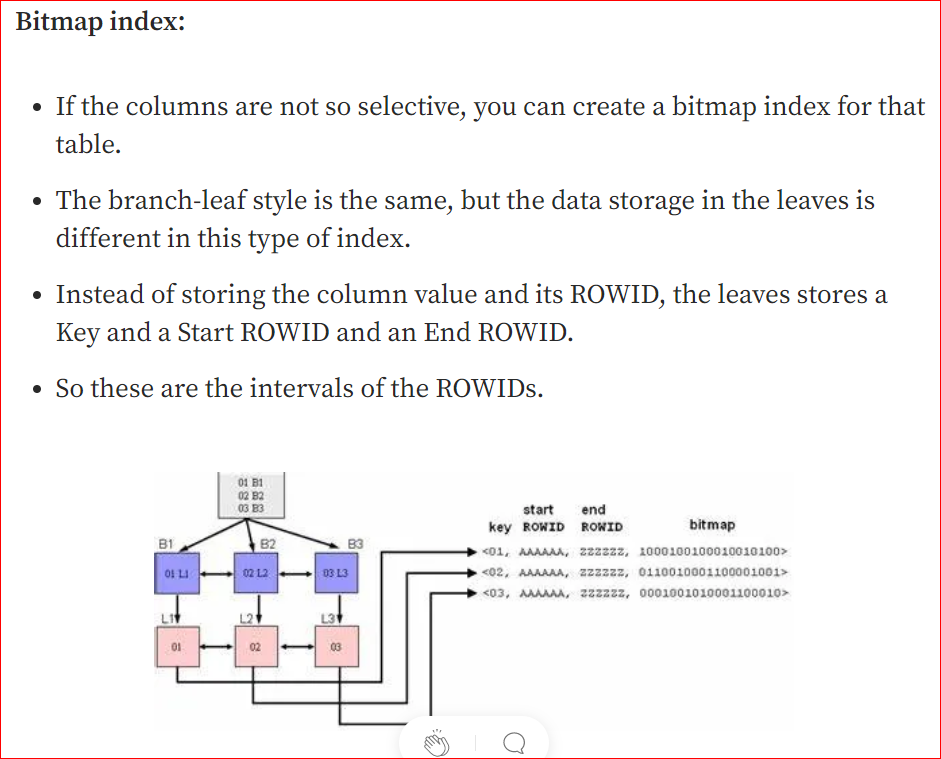 Bitmap index:
• If the columns are not so selective, you can create a bitmap index for that
table.
• The branch-leaf style is the same, but the data storage in the leaves is
different in this type of index.
• Instead of storing the column value and its ROWID, the leaves stores a
Key and a Start ROWID and an End ROWID.
• So these are the intervals of the ROWIDs.
01 B1
02 B2
03 B3
B1 B2 B3
01 L1 02 L2 03 L3
L1 L2 L3
01 02 03
start end
key ROWID ROWID bitmap
<01, AAAAAA, ZZZZZZ, 1000100100010010100>
<02, AAAAAA, ZZZZZZ, 0110010001100001001>
<03, AAAAAA, ZZZZZZ, 0001001010001100010>